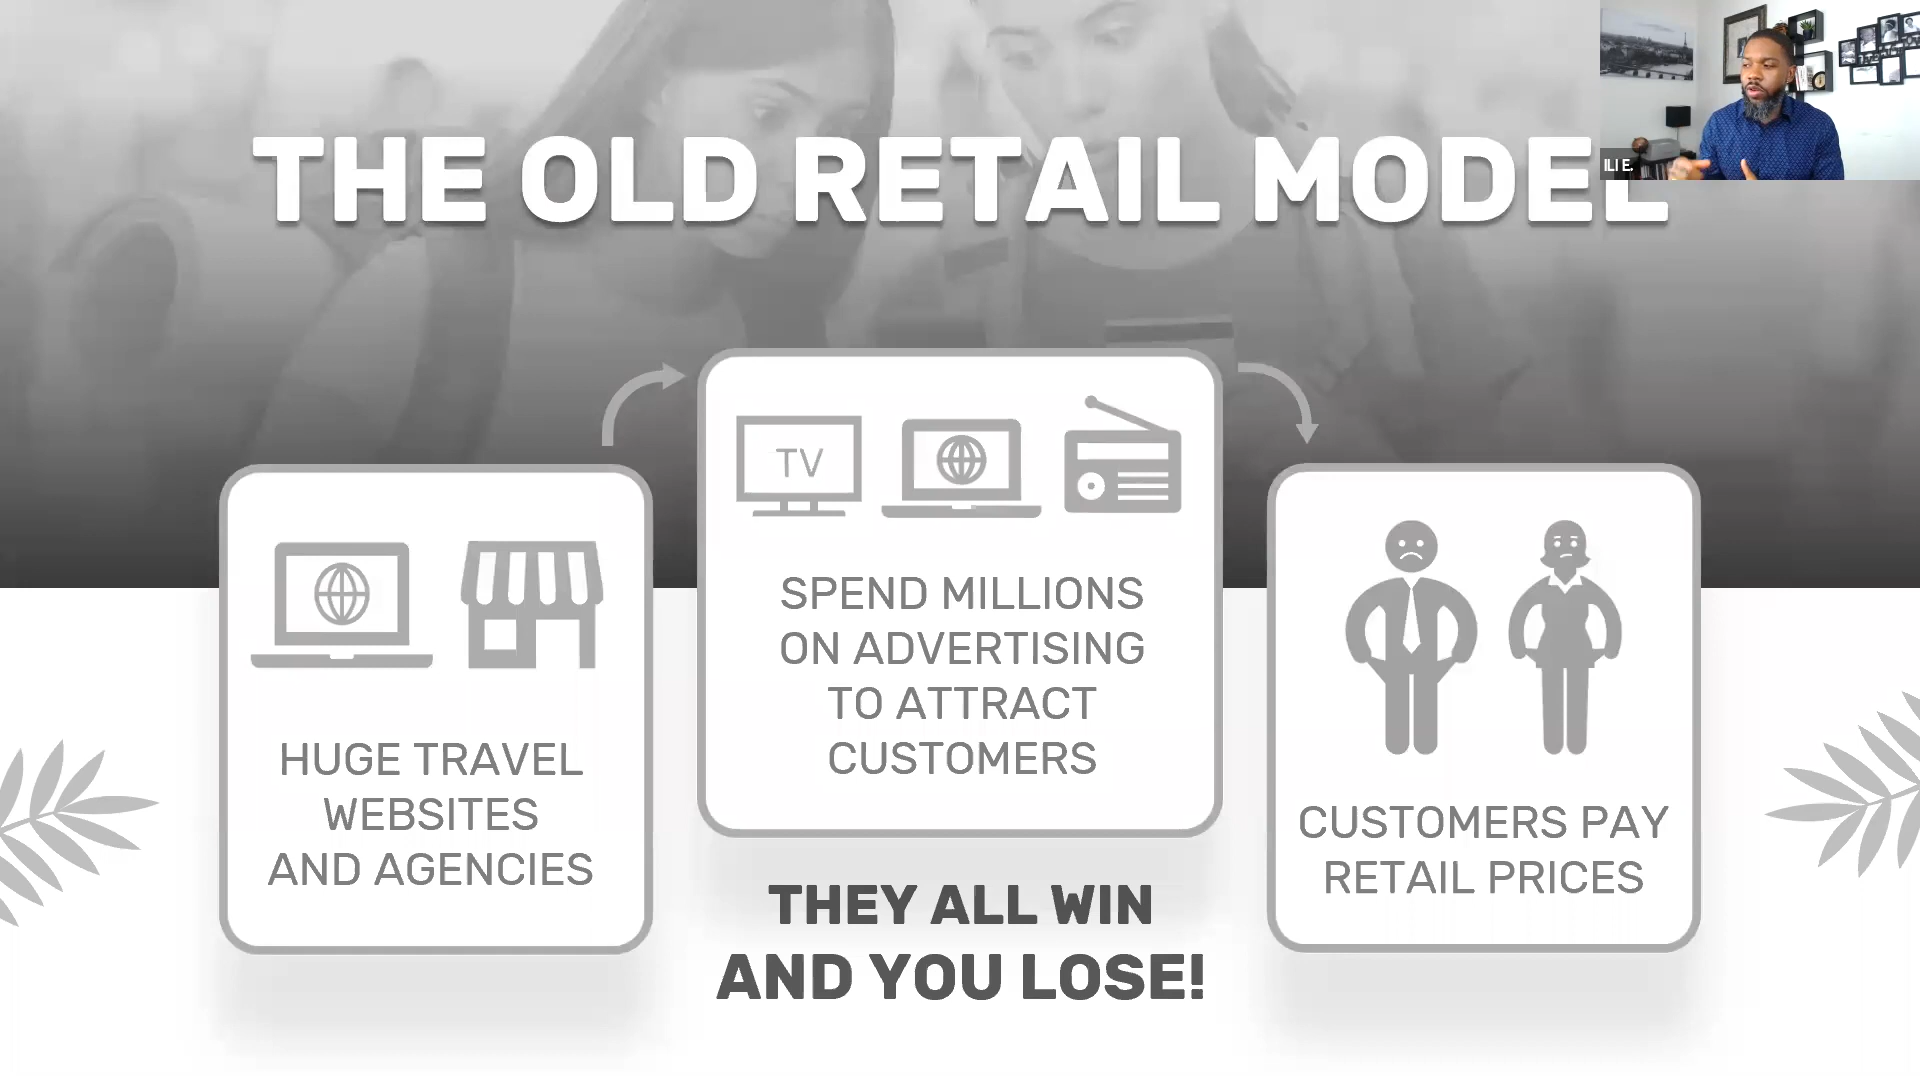 THE OLD RETAIL MODEL
ILI E.
TV
HUGE TRAVEL
WEBSITES
AND AGENCIES
SPEND MILLIONS
ON ADVERTISING
TO ATTRACT
CUSTOMERS
CUSTOMERS PAY
RETAIL PRICES
THEY ALL WIN
AND YOU LOSE!